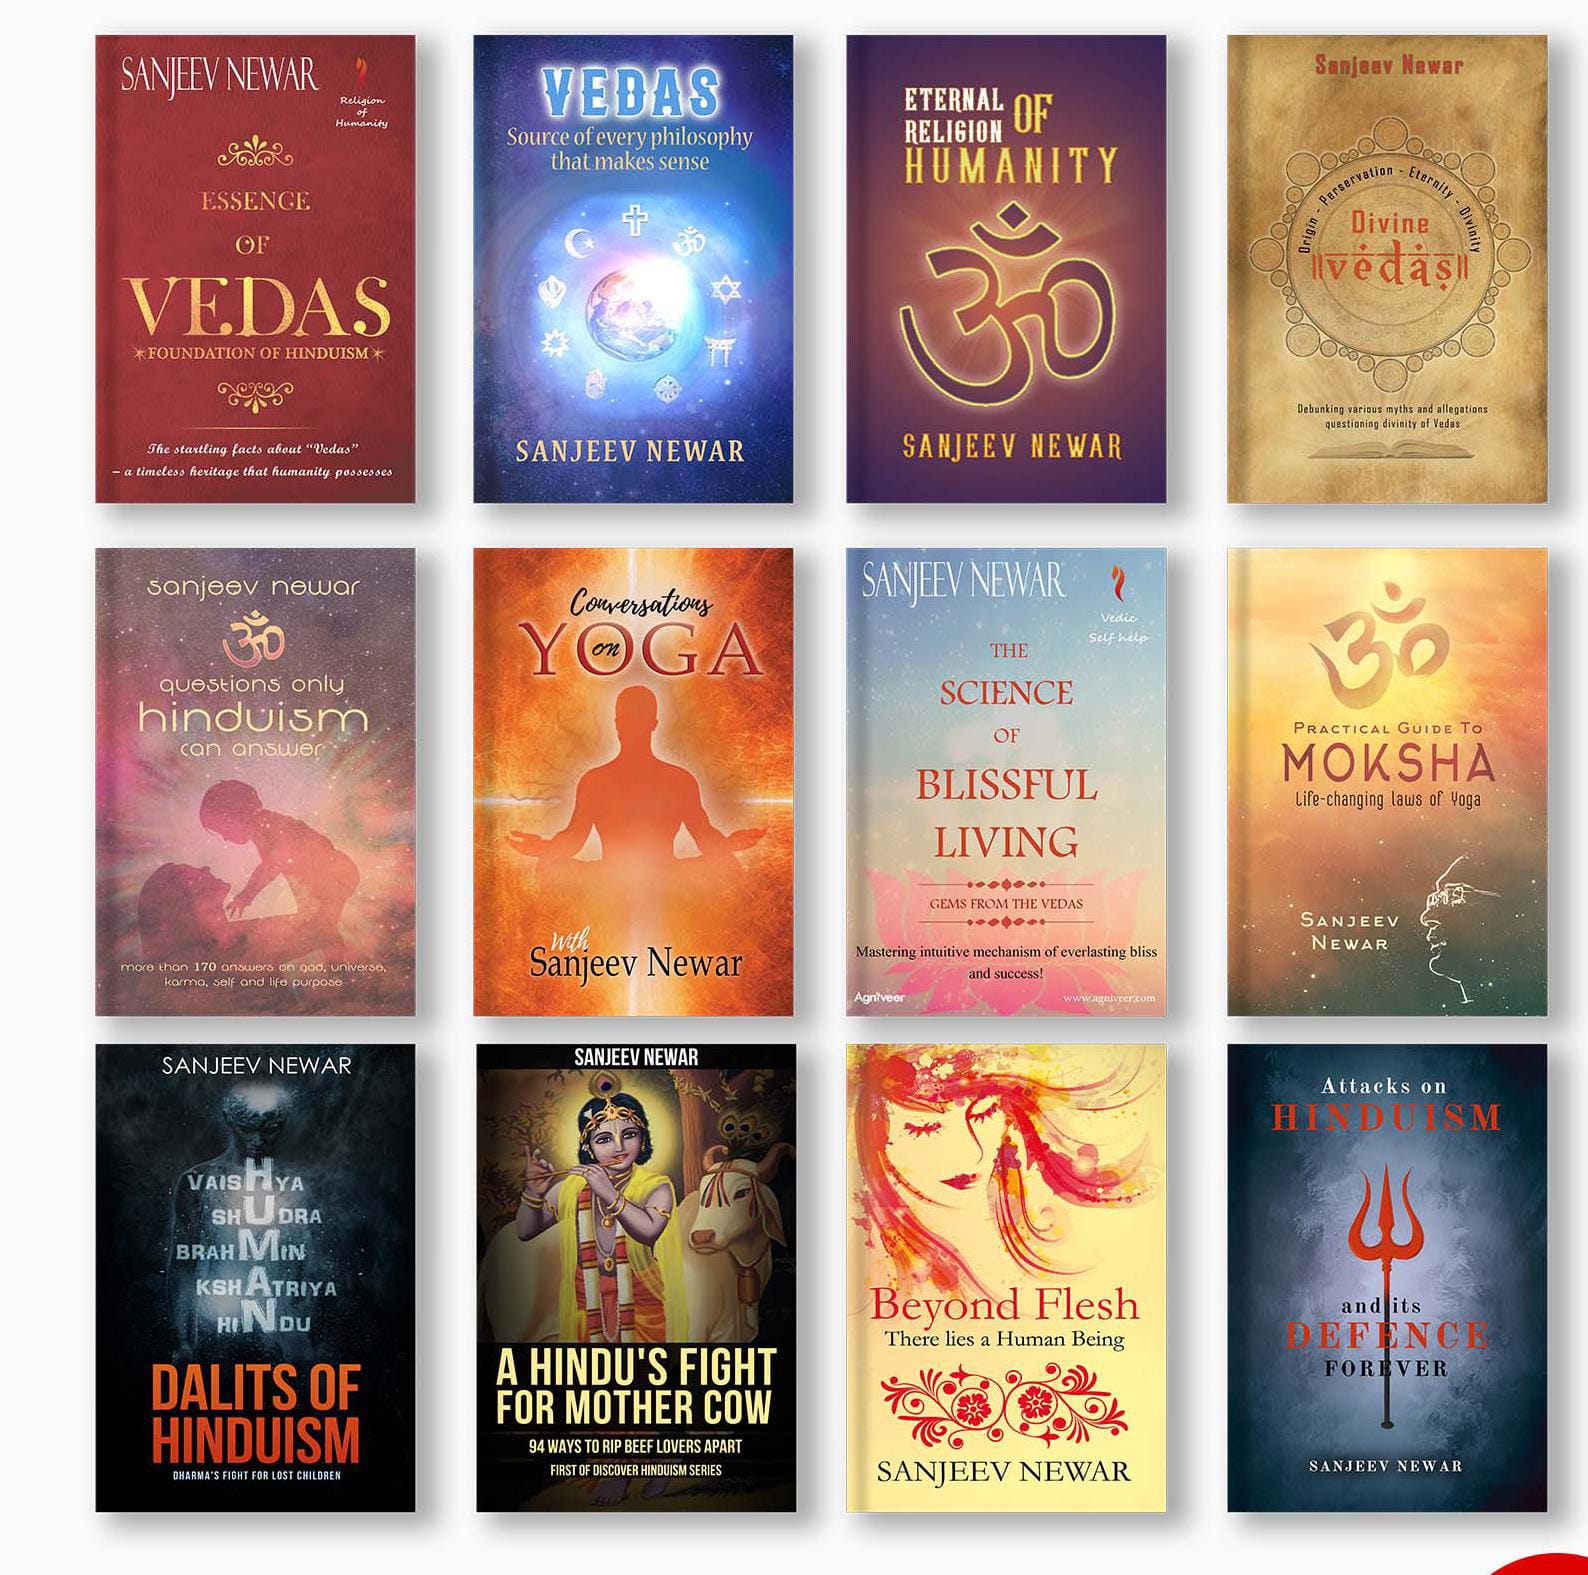 SANJEEV NEWAR
Religion
of
Humanity
ESSENCE
OF
VEDAS
FOUNDATION OF HINDUISM
The startling facts about “Vedas”
– a timeless heritage that humanity possesses
VEDAS
Source of every philosophy
that makes sense
SANJEEV NEWAR
ETERNAL
RELIGION OF
HUMANITY
ॐ
SANJEEV NEWAR
Sanjeev Newar
Origin - Perservation - Eternity - Divinity
Divine
vedas
Debunking various myths and allegations
questioning divinity of Vedas
sanjeev newar
ॐ
questions only
hinduism
can answer
more than 170 answers on god, universe,
karma, self and life purpose
Conversations
on
YOGA
With
Sanjeev Newar
SANJEEV NEWAR
Vedic
Self help
THE
SCIENCE
OF
BLISSFUL
LIVING
GEMS FROM THE VEDAS
Mastering intuitive mechanism of everlasting bliss
and success!
Agniveer www.agniveer.com
ॐ
PRACTICAL GUIDE TO
MOKSHA
Life-changing laws of Yoga
SANJEEV
NEWAR
SANJEEV NEWAR
VAISHYA
SHUDRA
BRAHMIN
KSHATRIYA
HINDU
DALITS OF
HINDUISM
DHARMA'S FIGHT FOR LOST CHILDREN
SANJEEV NEWAR
A HINDU'S FIGHT
FOR MOTHER COW
94 WAYS TO RIP BEEF LOVERS APART
FIRST OF DISCOVER HINDUISM SERIES
Beyond Flesh
There lies a Human Being
SANJEEV NEWAR
Attacks on
HINDUISM
and its
DEFENCE
FOREVER
SANJEEV NEWAR